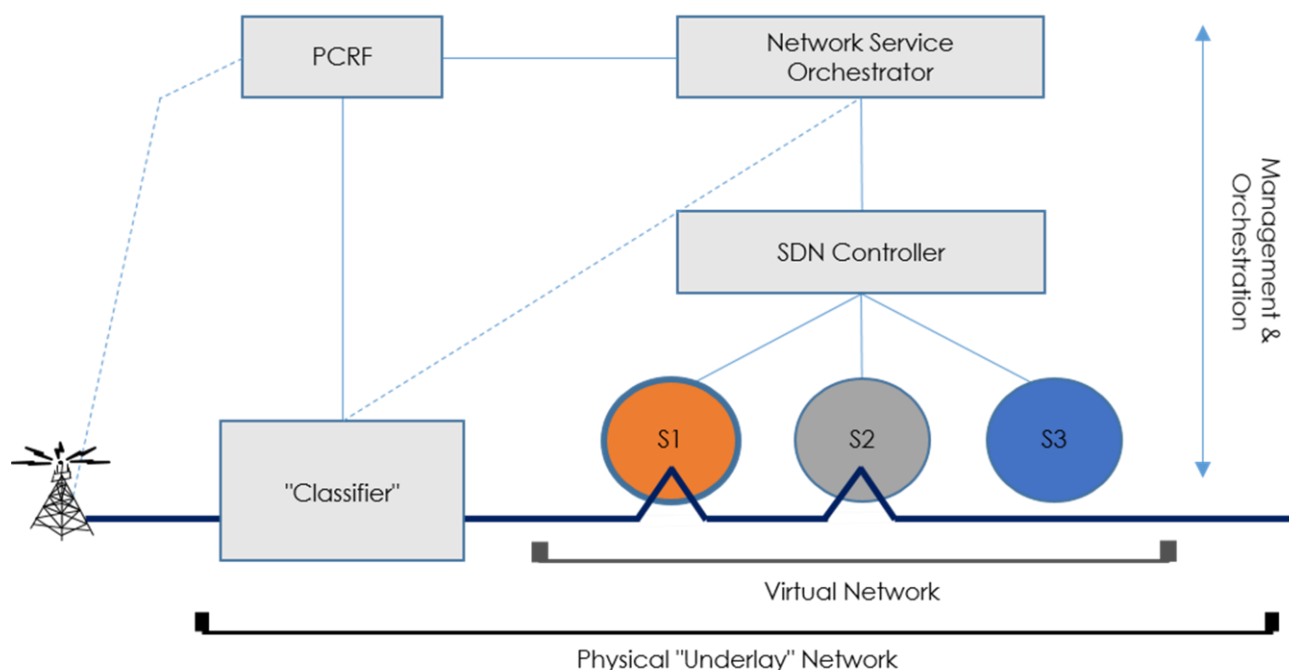 PCRF
Network Service
Orchestrator
SDN Controller
Management &
Orchestration
"Classifier"
S1
S2
S3
Virtual Network
Physical "Underlay" Network